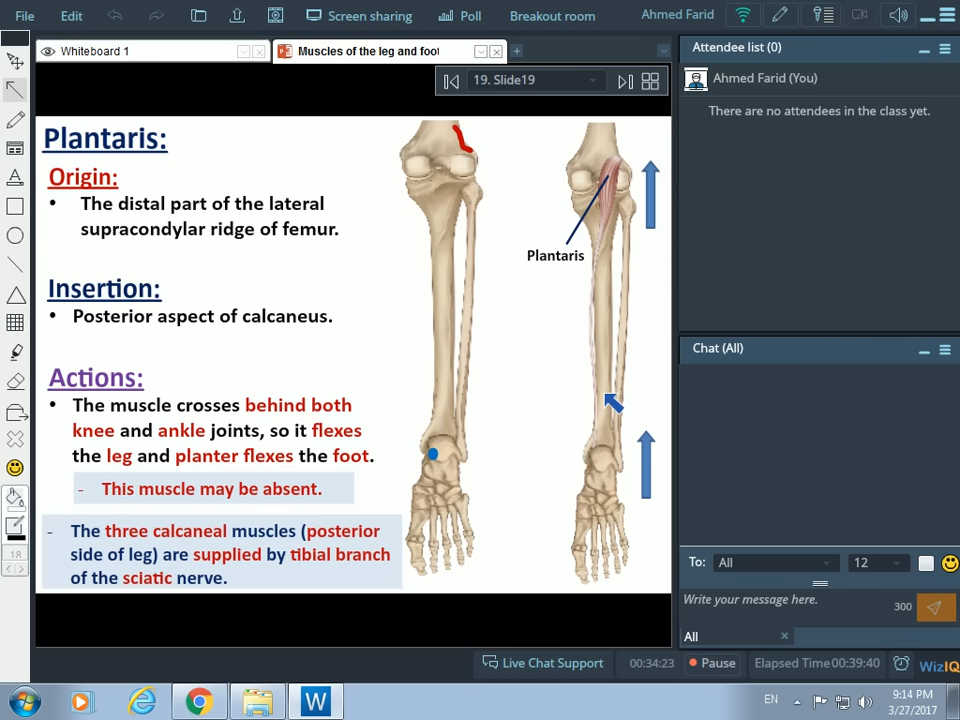 File Edit Screen sharing Poll Breakout room Ahmed Farid
Whiteboard 1 Muscles of the leg and foot
19. Slide19
Attendee list (0)
Ahmed Farid (You)
There are no attendees in the class yet.
Plantaris:
Origin:
• The distal part of the lateral
supracondylar ridge of femur.
Plantaris
Insertion:
• Posterior aspect of calcaneus.
Actions:
• The muscle crosses behind both
knee and ankle joints, so it flexes
the leg and planter flexes the foot.
- This muscle may be absent.
- The three calcaneal muscles (posterior
side of leg) are supplied by tibial branch
of the sciatic nerve.
Chat (All)
To: All 12
Write your message here. 300
All
Live Chat Support 00:34:23 Pause Elapsed Time 00:39:40 WizIQ
EN 9:14 PM
3/27/2017